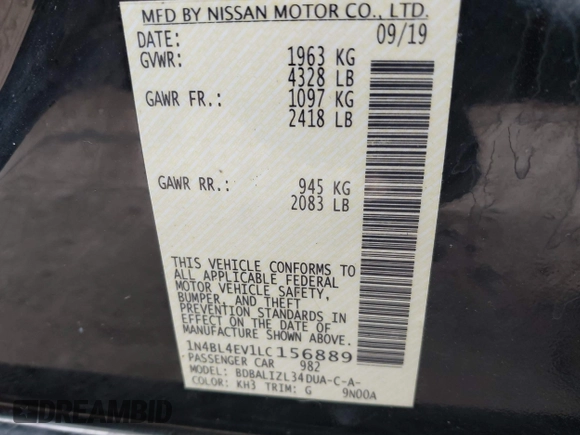 MFD BY NISSAN MOTOR CO., LTD.
DATE: 09/19
GVWR: 1963 KG
4328 LB
GAWR FR.: 1097 KG
2418 LB
GAWR RR.: 945 KG
2083 LB
THIS VEHICLE CONFORMS TO
ALL APPLICABLE FEDERAL
MOTOR VEHICLE SAFETY,
BUMPER, AND THEFT
PREVENTION STANDARDS IN
EFFECT ON THE DATE OF
MANUFACTURE SHOWN ABOVE.
1N4BL4EV1LC156889
PASSENGER CAR 982
MODEL: BDBALIZL34DUA-C-A-
COLOR: KH3 TRIM: G 9N00A
REALCARBID